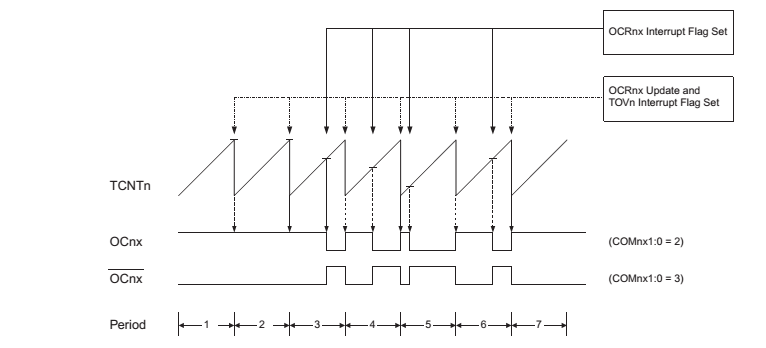 OCRnx Interrupt Flag Set
OCRnx Update and
TOVn Interrupt Flag Set
TCNTn
OCnx
(COMnx1:0 = 2)
OCnx
(COMnx1:0 = 3)
Period
1
2
3
4
5
6
7